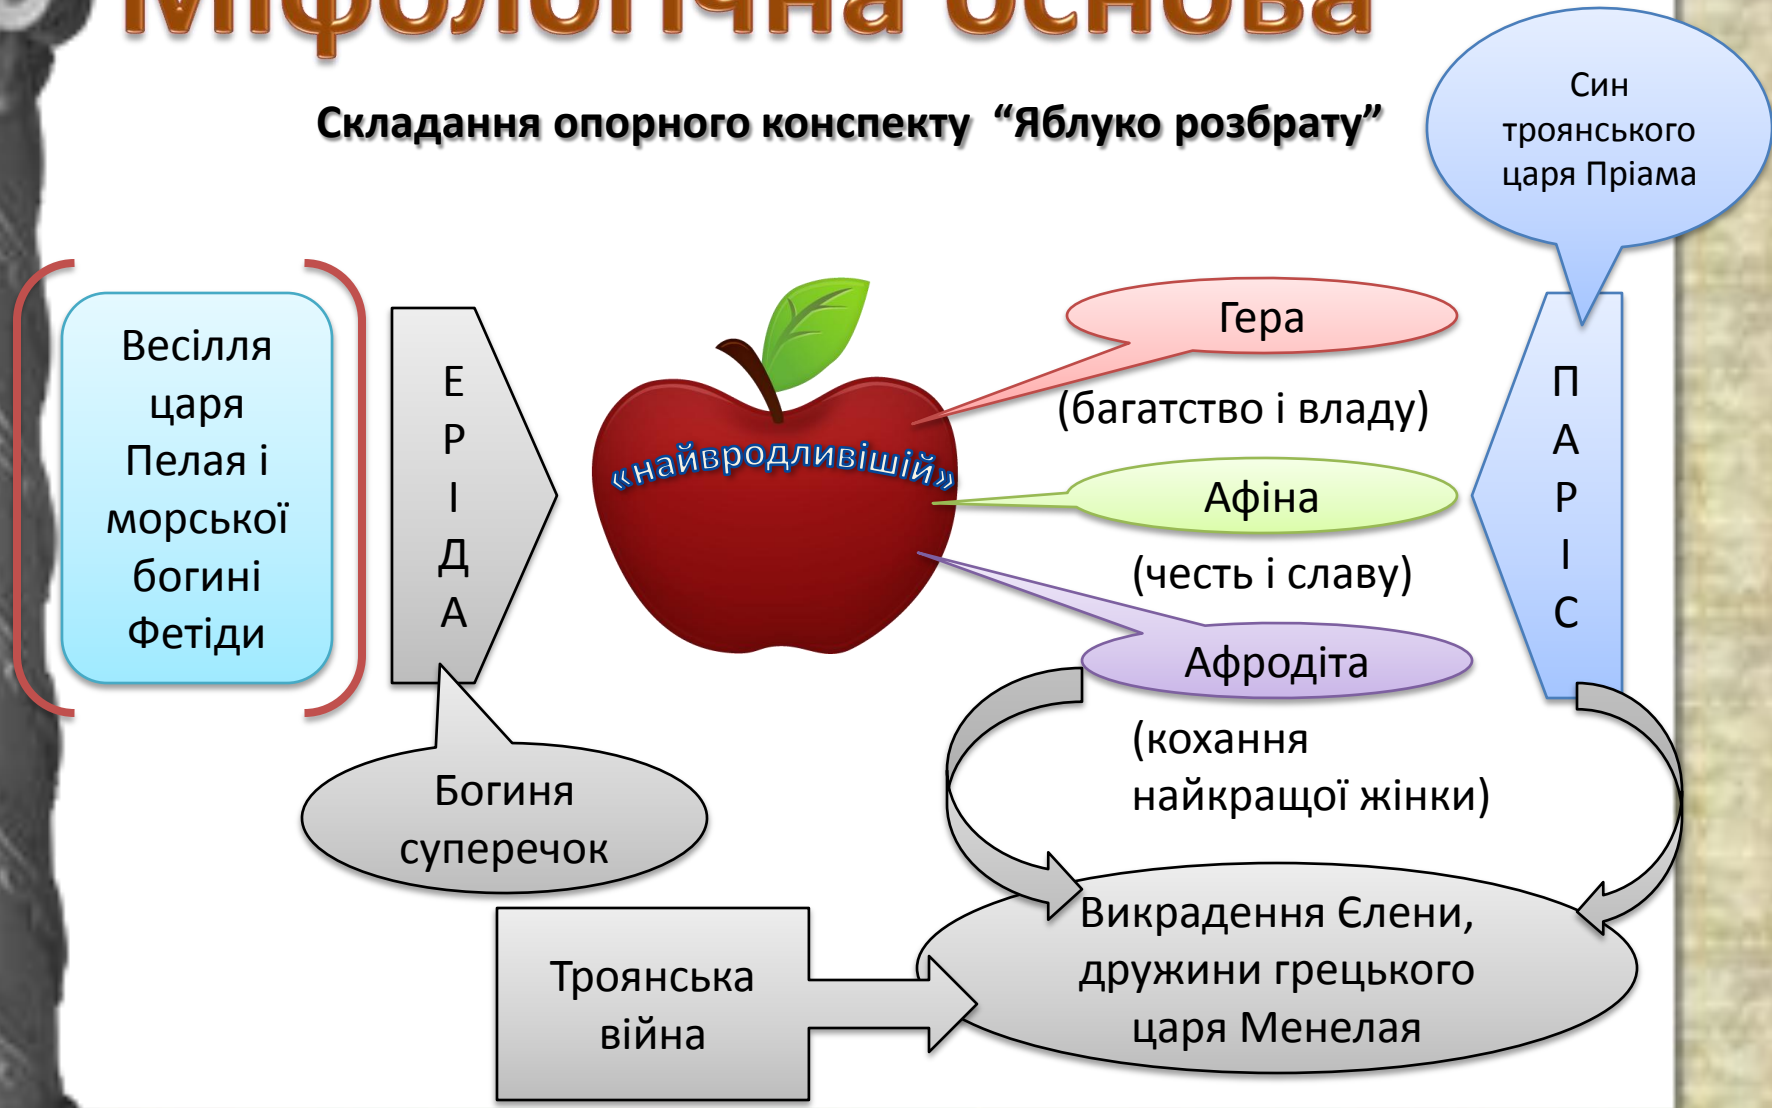 Міфологічна основа
Складання опорного конспекту “Яблуко розбрату”
Син
троянського
царя Пріама
Весілля
царя
Пелая і
морської
богині
Фетіди
Е
Р
І
Д
А
«найвродливішій»
Гера
(багатство і владу)
Афіна
(честь і славу)
Афродіта
(кохання
найкращої жінки)
П
А
Р
І
С
Богиня
суперечок
Троянська
війна
Викрадення Єлени,
дружини грецького
царя Менелая